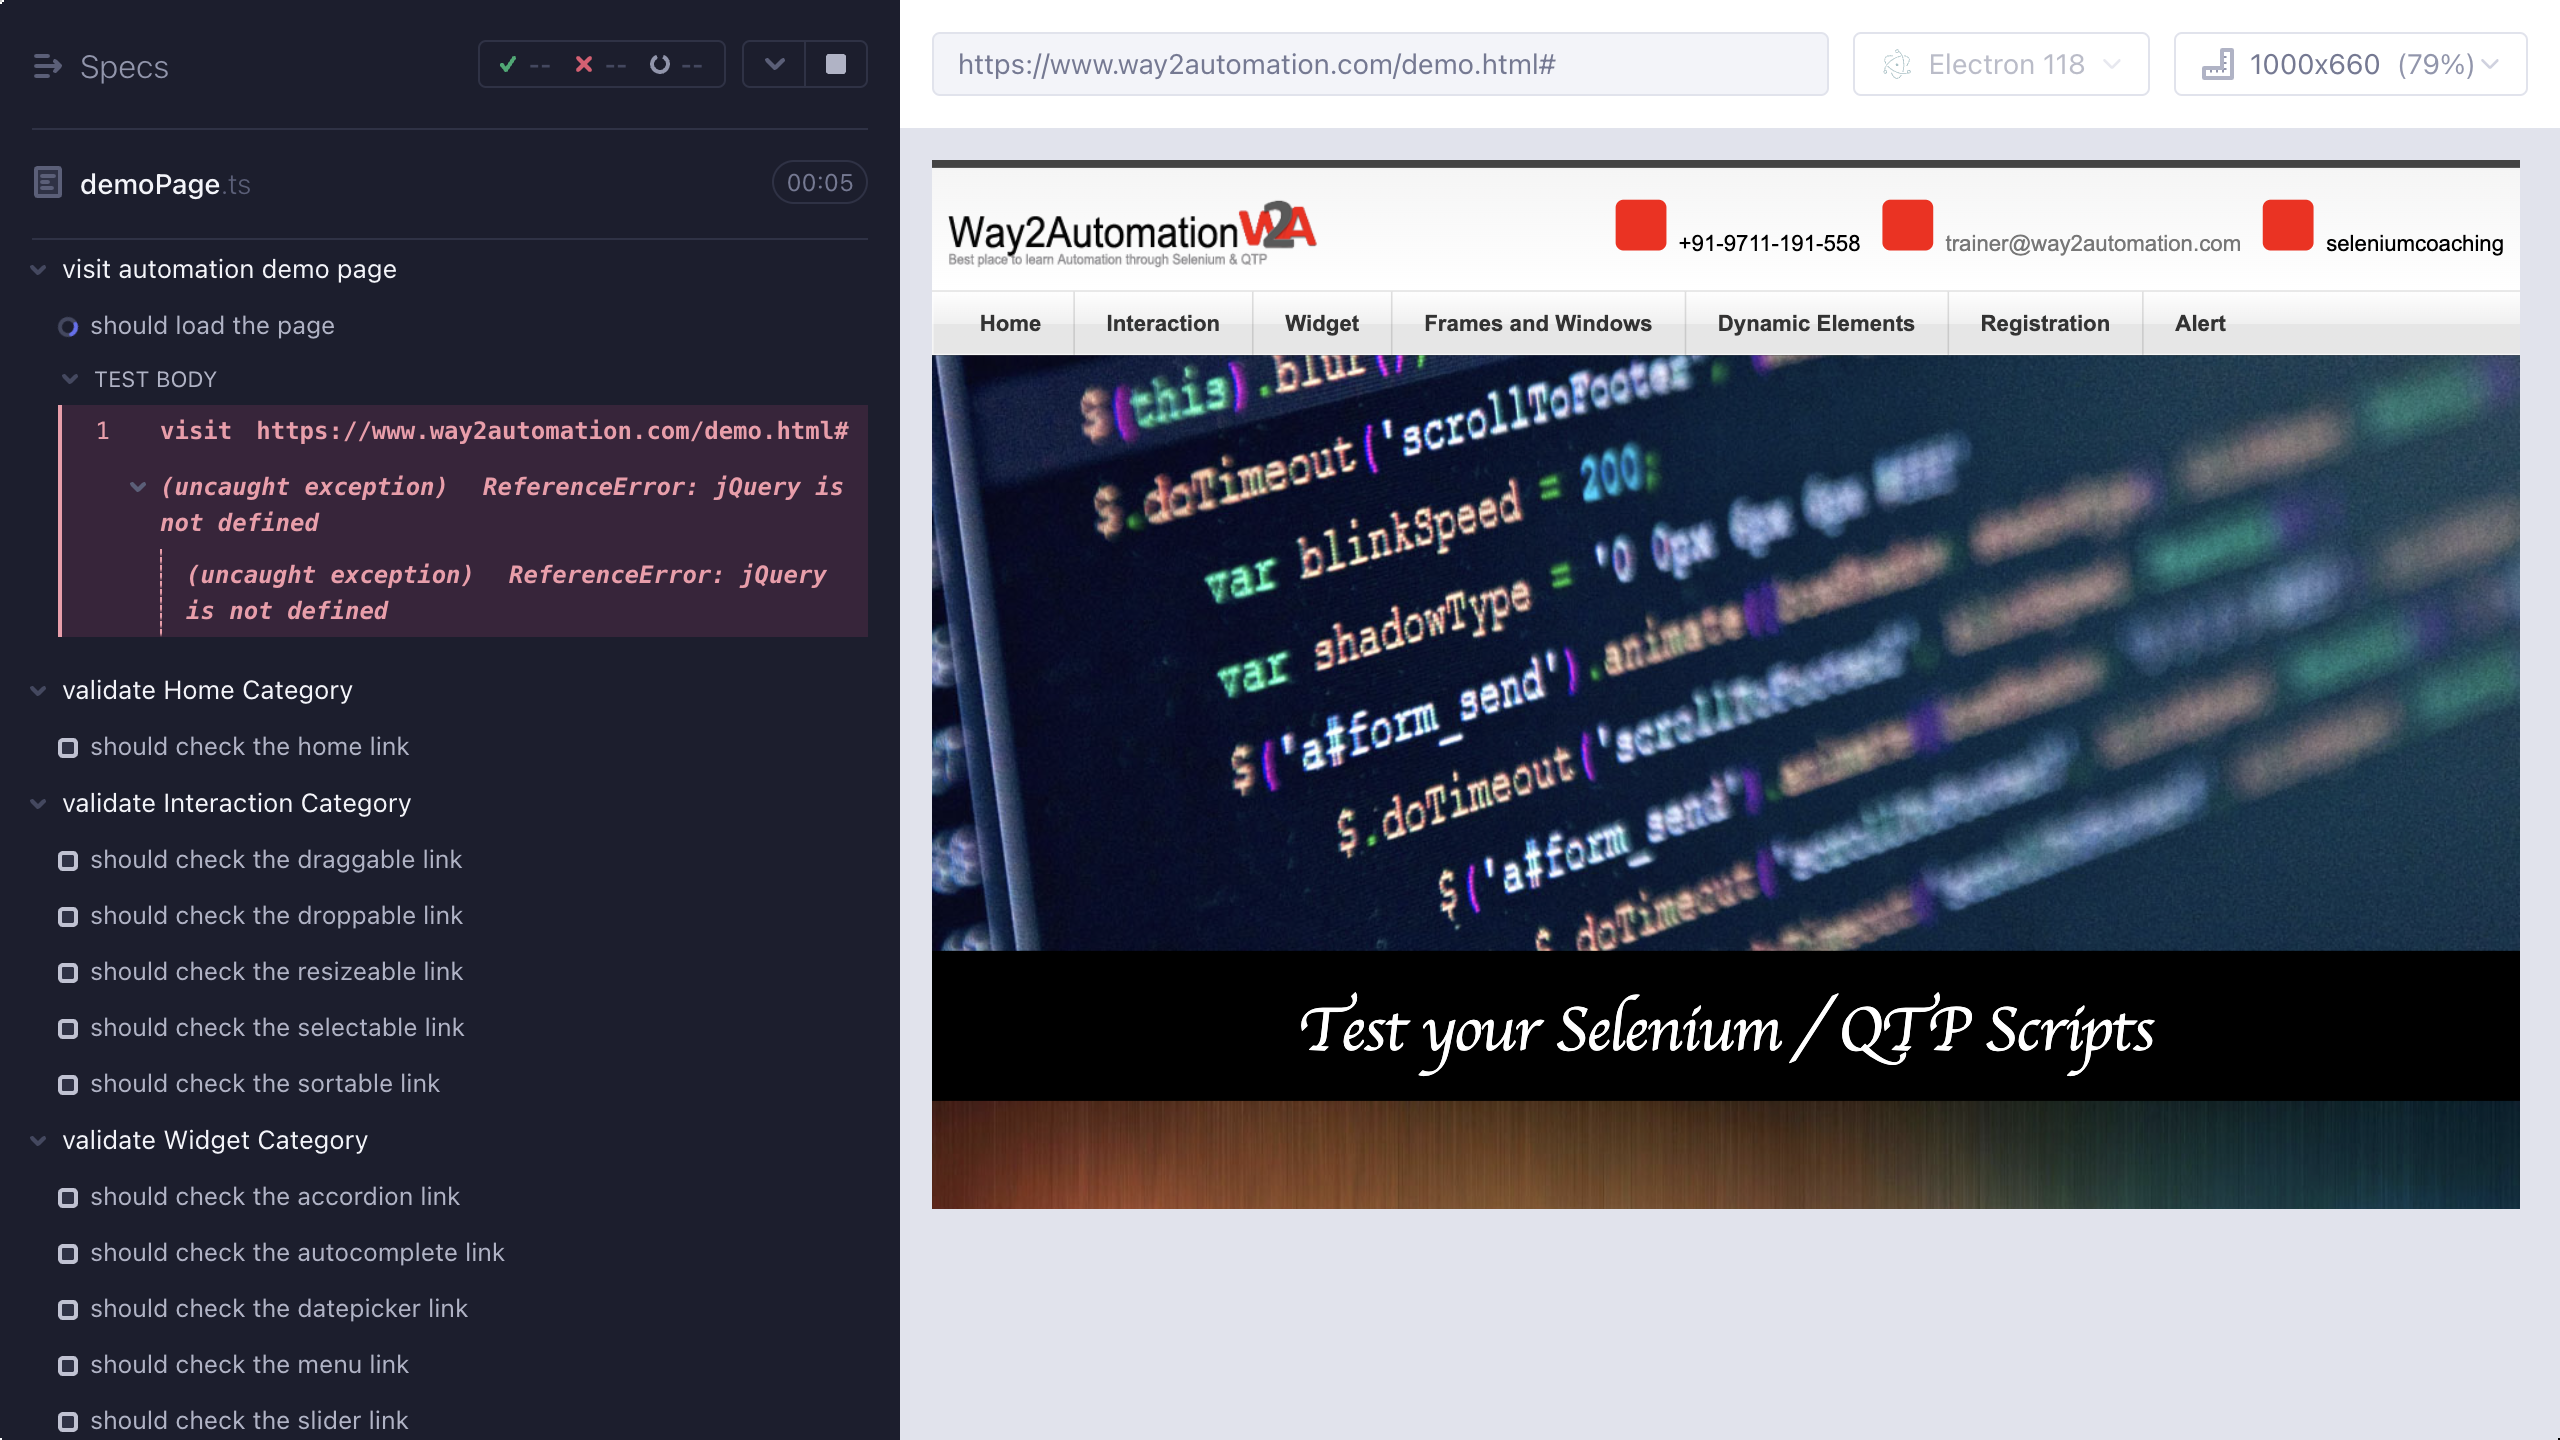 Specs
--
--
--
demoPage.ts
00:05
visit automation demo page
should load the page
TEST BODY
1 visit https://www.way2automation.com/demo.html#
(uncaught exception) ReferenceError: jQuery is
not defined
(uncaught exception) ReferenceError: jQuery
is not defined
validate Home Category
should check the home link
validate Interaction Category
should check the draggable link
should check the droppable link
should check the resizeable link
should check the selectable link
should check the sortable link
validate Widget Category
should check the accordion link
should check the autocomplete link
should check the datepicker link
should check the menu link
should check the slider link
https://www.way2automation.com/demo.html#
Electron 118
1000x660 (79%)
Way2Automation W2A
Best place to learn Automation through Selenium & QTP
+91-9711-191-558
trainer@way2automation.com
seleniumcoaching
Home Interaction Widget Frames and Windows Dynamic Elements Registration Alert
$(this).blur();
$.doTimeout('scrollToFooter',
var blinkSpeed = 200;
var shadowType = '0 0px 0px 0px
$('a#form_send').animate(
$.doTimeout('scrollToFooter'
$('a#form_send').animate(
$.doTimeout(
Test your Selenium / QTP Scripts